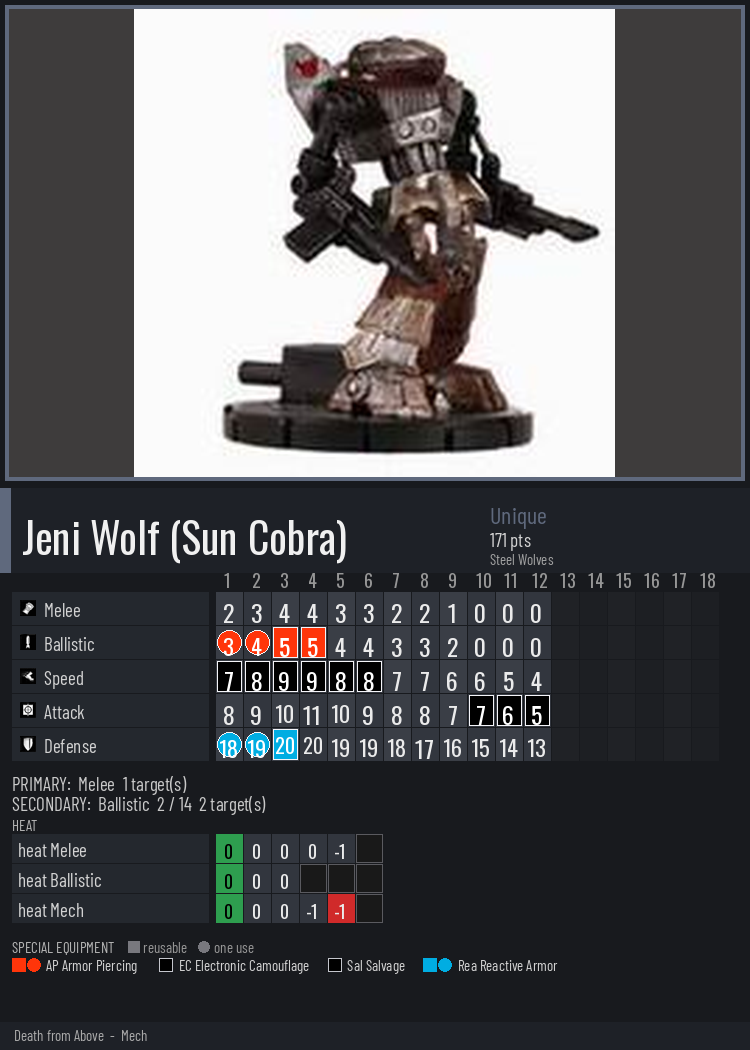 Jeni Wolf (Sun Cobra)
Unique
171 pts
Steel Wolves
1 2 3 4 5 6 7 8 9 10 11 12 13 14 15 16 17 18
Melee 2 3 4 4 3 3 2 2 1 0 0 0
Ballistic 3 4 5 5 4 4 3 3 2 0 0 0
Speed 7 8 9 9 8 8 7 7 6 6 5 4
Attack 8 9 10 11 10 9 8 8 7 7 6 5
Defense 18 19 20 20 19 19 18 17 16 15 14 13
PRIMARY: Melee 1 target(s)
SECONDARY: Ballistic 2 / 14 2 target(s)
HEAT
heat Melee 0 0 0 0 -1
heat Ballistic 0 0 0
heat Mech 0 0 0 -1 -1
SPECIAL EQUIPMENT reusable one use
AP Armor Piercing EC Electronic Camouflage Sal Salvage Rea Reactive Armor
Death from Above - Mech